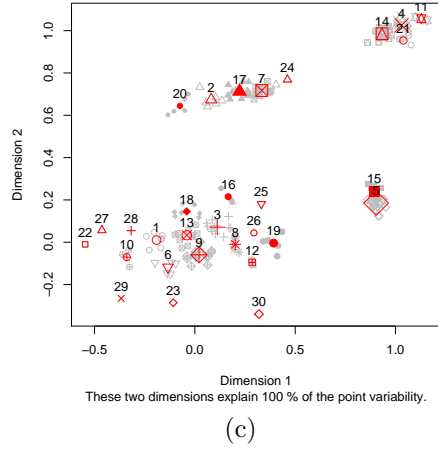 4 11
14 21
1.0
17 7 24
2
20
0.8
0.6
Dimension 2
0.4
15
5
16 25
18
0.2
3
27 28 1 13 26
22 8 19
0.0
10 6 9 12
−0.2
29 23 30
−0.5 0.0 0.5 1.0
Dimension 1
These two dimensions explain 100 % of the point variability.
(c)